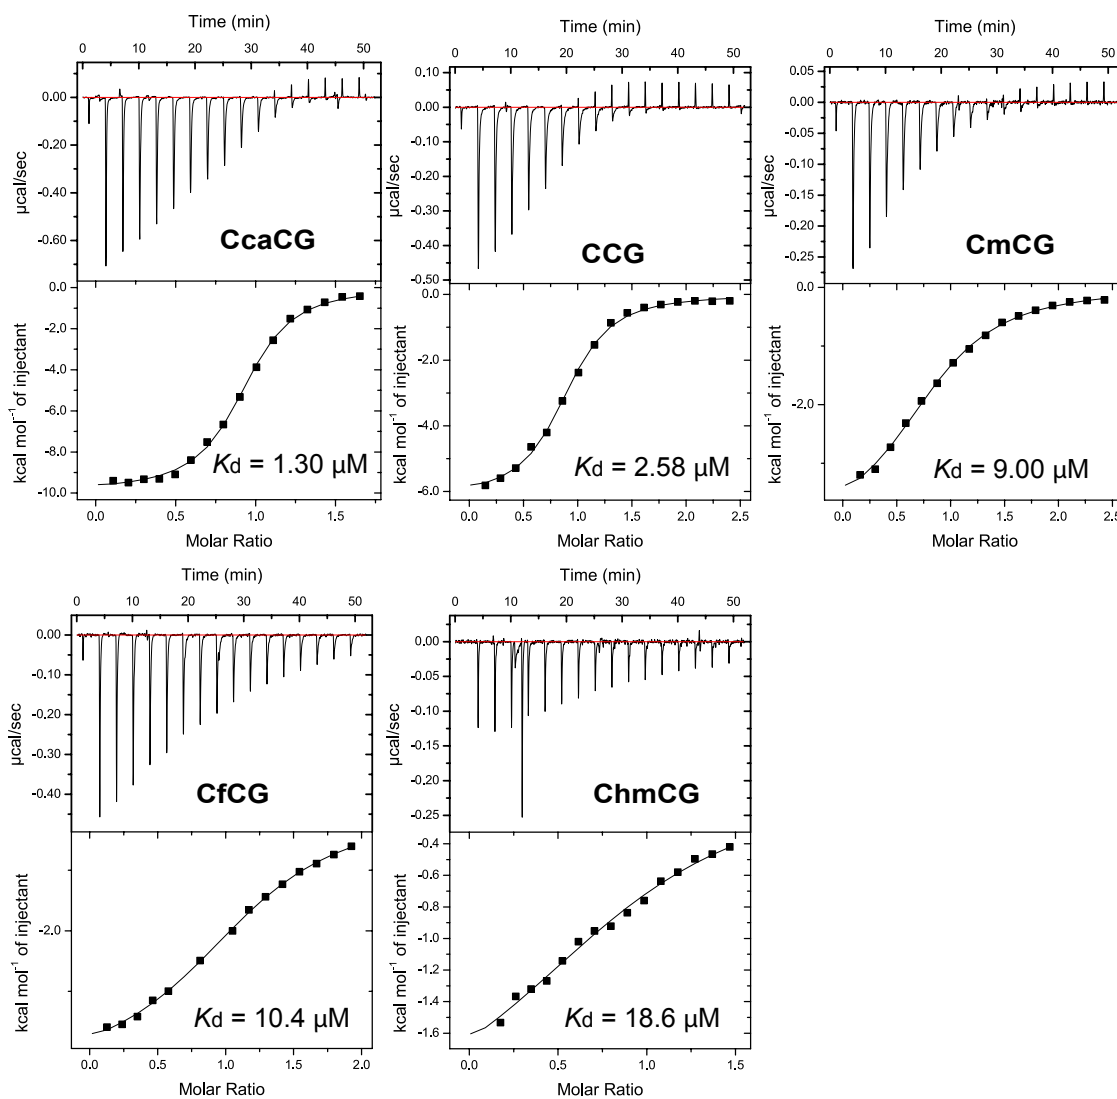 Time (min)
0 10 20 30 40 50
0.00
-0.20
-0.40
-0.60
µcal/sec
CcaCG
0.0
-2.0
-4.0
-6.0
-8.0
-10.0
kcal mol⁻¹ of injectant
Kd = 1.30 µM
0.0 0.5 1.0 1.5
Molar Ratio
Time (min)
0 10 20 30 40 50
0.10
0.00
-0.10
-0.20
-0.30
-0.40
-0.50
µcal/sec
CCG
0.0
-2.0
-4.0
-6.0
kcal mol⁻¹ of injectant
Kd = 2.58 µM
0.0 0.5 1.0 1.5 2.0 2.5
Molar Ratio
Time (min)
0 10 20 30 40 50
0.05
0.00
-0.05
-0.10
-0.15
-0.20
-0.25
µcal/sec
CmCG
0.0
-2.0
kcal mol⁻¹ of injectant
Kd = 9.00 µM
0.0 0.5 1.0 1.5 2.0 2.5
Molar Ratio
Time (min)
0 10 20 30 40 50
0.00
-0.10
-0.20
-0.30
-0.40
µcal/sec
CfCG
-2.0
kcal mol⁻¹ of injectant
Kd = 10.4 µM
0.0 0.5 1.0 1.5 2.0
Molar Ratio
Time (min)
0 10 20 30 40 50
0.00
-0.05
-0.10
-0.15
-0.20
-0.25
µcal/sec
ChmCG
-0.4
-0.6
-0.8
-1.0
-1.2
-1.4
-1.6
kcal mol⁻¹ of injectant
Kd = 18.6 µM
0.0 0.5 1.0 1.5
Molar Ratio